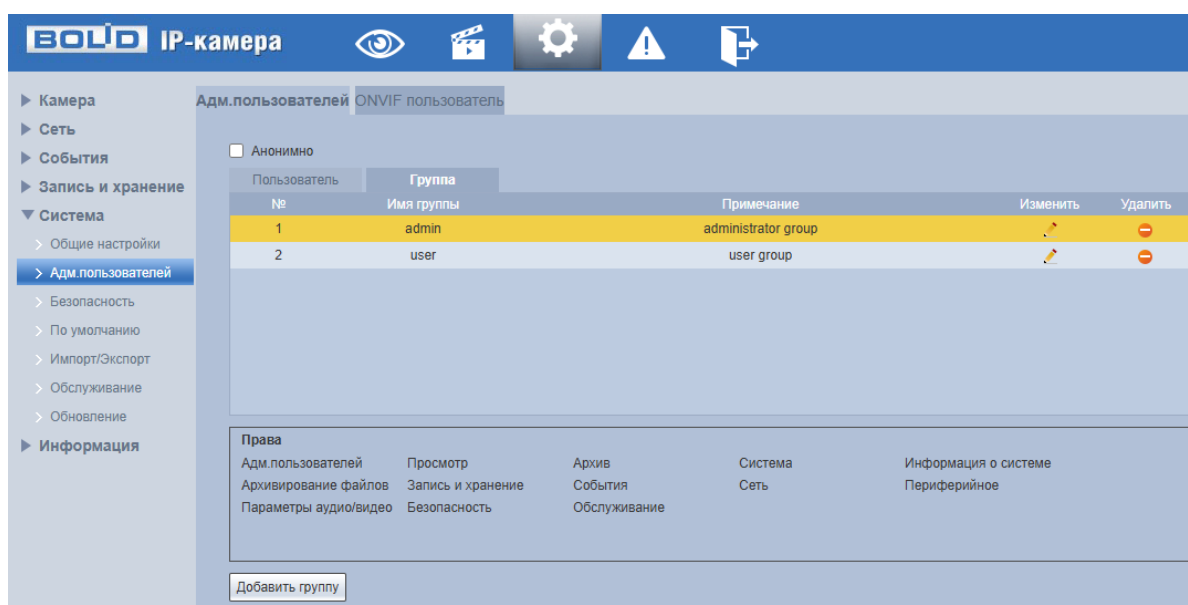 BOLID IP-камера
Камера
Сеть
События
Запись и хранение
Система
Общие настройки
Адм.пользователей
Безопасность
По умолчанию
Импорт/Экспорт
Обслуживание
Обновление
Информация
Адм.пользователей ONVIF пользователь
Анонимно
Пользователь Группа
№ Имя группы Примечание Изменить Удалить
1 admin administrator group
2 user user group
Права
Адм.пользователей Просмотр Архив Система Информация о системе
Архивирование файлов Запись и хранение События Сеть Периферийное
Параметры аудио/видео Безопасность Обслуживание
Добавить группу